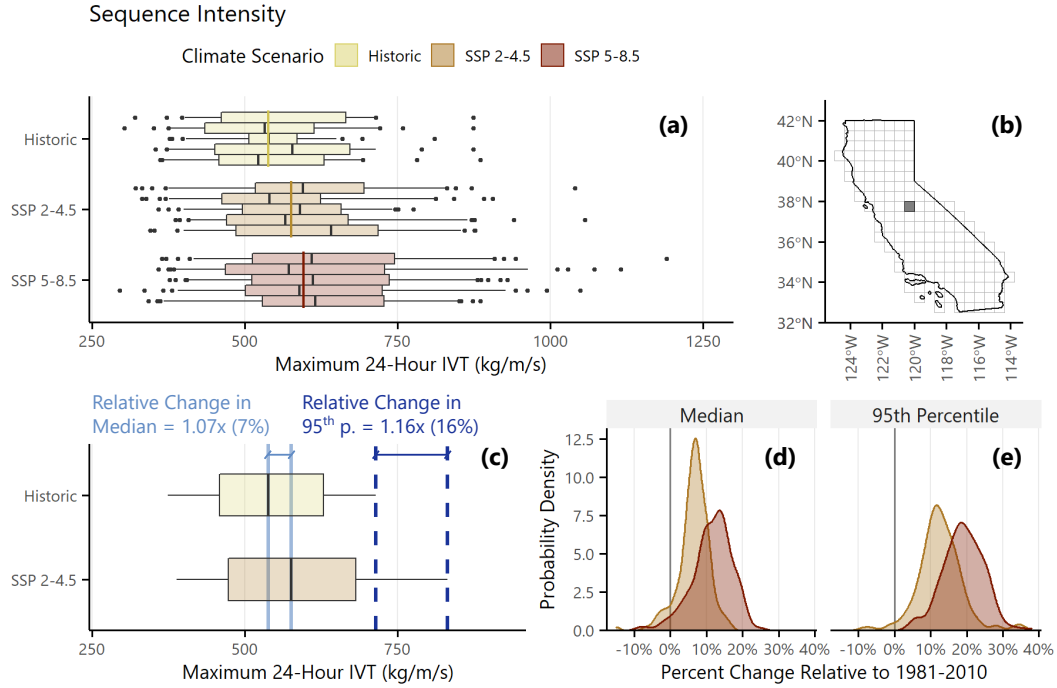 Sequence Intensity
Climate Scenario Historic SSP 2-4.5 SSP 5-8.5
(a)
Historic
SSP 2-4.5
SSP 5-8.5
250 500 750 1000 1250
Maximum 24-Hour IVT (kg/m/s)
(b)
42°N
40°N
38°N
36°N
34°N
32°N
124°W 122°W 120°W 118°W 116°W 114°W
Relative Change in
Median = 1.07x (7%)
Relative Change in
95th p. = 1.16x (16%)
(c)
Historic
SSP 2-4.5
250 500 750
Maximum 24-Hour IVT (kg/m/s)
Median
95th Percentile
(d)
(e)
Probability Density
12.5
10.0
7.5
5.0
2.5
0.0
-10% 0% 10% 20% 30% 40%
-10% 0% 10% 20% 30% 40%
Percent Change Relative to 1981-2010